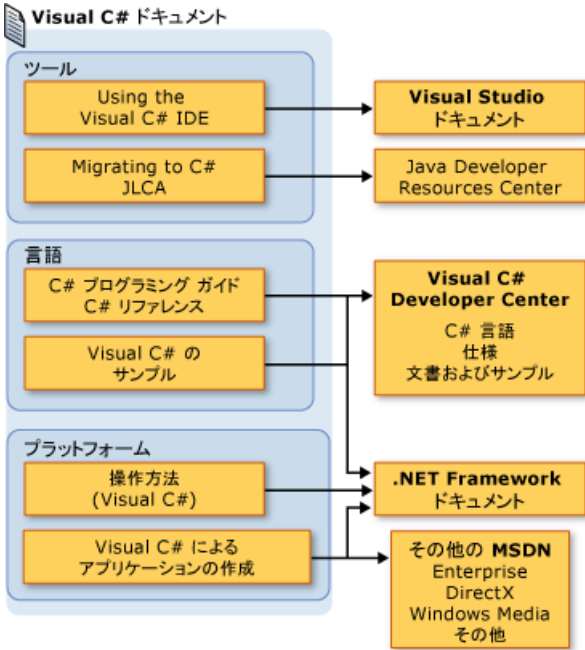 Visual C# ドキュメント
ツール
Using the
Visual C# IDE
Visual Studio
ドキュメント
Migrating to C#
JLCA
Java Developer
Resources Center
言語
C# プログラミング ガイド
C# リファレンス
Visual C#
Developer Center
C# 言語
仕様
文書およびサンプル
Visual C# の
サンプル
プラットフォーム
操作方法
(Visual C#)
.NET Framework
ドキュメント
Visual C# による
アプリケーションの作成
その他の MSDN
Enterprise
DirectX
Windows Media
その他